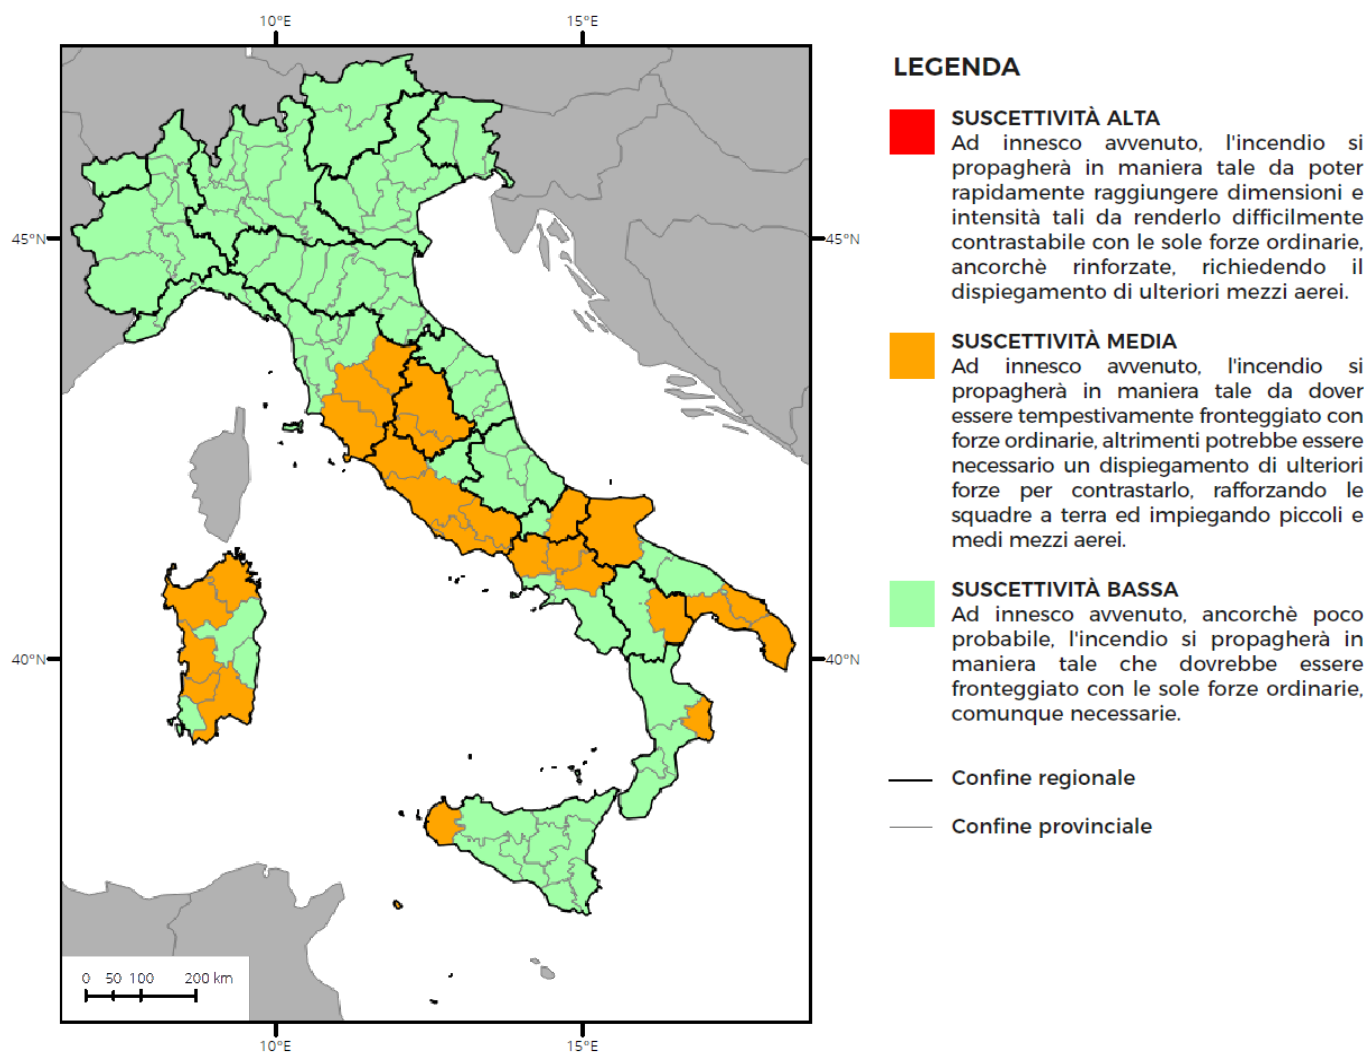 10°E 15°E
45°N 45°N
40°N 40°N
0 50 100 200 km
10°E 15°E
LEGENDA
SUSCETTIVITÀ ALTA
Ad innesco avvenuto, l'incendio si
propagherà in maniera tale da poter
rapidamente raggiungere dimensioni e
intensità tali da renderlo difficilmente
contrastabile con le sole forze ordinarie,
ancorchè rinforzate, richiedendo il
dispiegamento di ulteriori mezzi aerei.
SUSCETTIVITÀ MEDIA
Ad innesco avvenuto, l'incendio si
propagherà in maniera tale da dover
essere tempestivamente fronteggiato con
forze ordinarie, altrimenti potrebbe essere
necessario un dispiegamento di ulteriori
forze per contrastarlo, rafforzando le
squadre a terra ed impiegando piccoli e
medi mezzi aerei.
SUSCETTIVITÀ BASSA
Ad innesco avvenuto, ancorchè poco
probabile, l'incendio si propagherà in
maniera tale che dovrebbe essere
fronteggiato con le sole forze ordinarie,
comunque necessarie.
Confine regionale
Confine provinciale